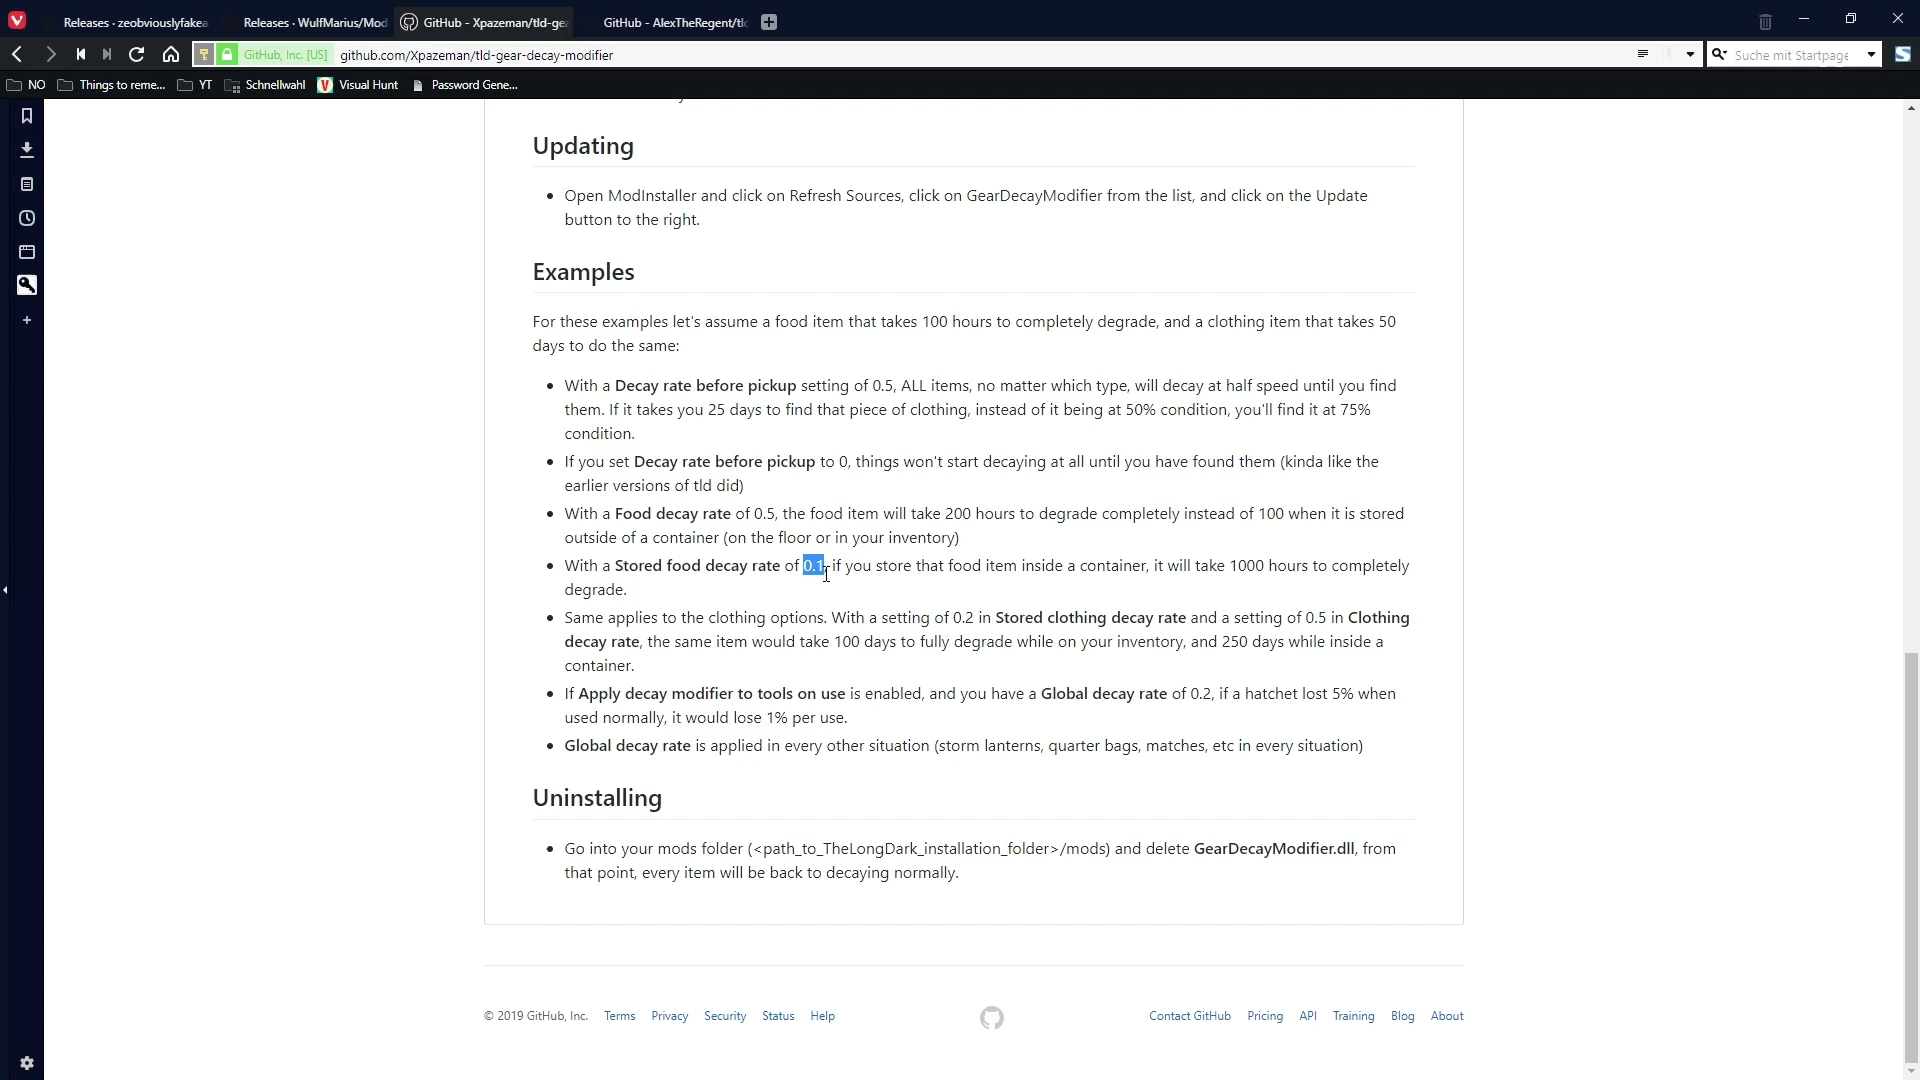 Releases · zeobviouslyfakea
Releases · WulfMarius/Mod
GitHub - Xpazeman/tld-ge
GitHub - AlexTheRegent/tl
GitHub, Inc. [US]
github.com/Xpazeman/tld-gear-decay-modifier
Suche mit Startpage
NO
Things to reme...
YT
Schnellwahl
Visual Hunt
Password Gene...
Updating
• Open ModInstaller and click on Refresh Sources, click on GearDecayModifier from the list, and click on the Update
button to the right.
Examples
For these examples let's assume a food item that takes 100 hours to completely degrade, and a clothing item that takes 50
days to do the same:
• With a Decay rate before pickup setting of 0.5, ALL items, no matter which type, will decay at half speed until you find
them. If it takes you 25 days to find that piece of clothing, instead of it being at 50% condition, you'll find it at 75%
condition.
• If you set Decay rate before pickup to 0, things won't start decaying at all until you have found them (kinda like the
earlier versions of tld did)
• With a Food decay rate of 0.5, the food item will take 200 hours to degrade completely instead of 100 when it is stored
outside of a container (on the floor or in your inventory)
• With a Stored food decay rate of 0.1, if you store that food item inside a container, it will take 1000 hours to completely
degrade.
• Same applies to the clothing options. With a setting of 0.2 in Stored clothing decay rate and a setting of 0.5 in Clothing
decay rate, the same item would take 100 days to fully degrade while on your inventory, and 250 days while inside a
container.
• If Apply decay modifier to tools on use is enabled, and you have a Global decay rate of 0.2, if a hatchet lost 5% when
used normally, it would lose 1% per use.
• Global decay rate is applied in every other situation (storm lanterns, quarter bags, matches, etc in every situation)
Uninstalling
• Go into your mods folder (<path_to_TheLongDark_installation_folder>/mods) and delete GearDecayModifier.dll, from
that point, every item will be back to decaying normally.
© 2019 GitHub, Inc.
Terms
Privacy
Security
Status
Help
Contact GitHub
Pricing
API
Training
Blog
About